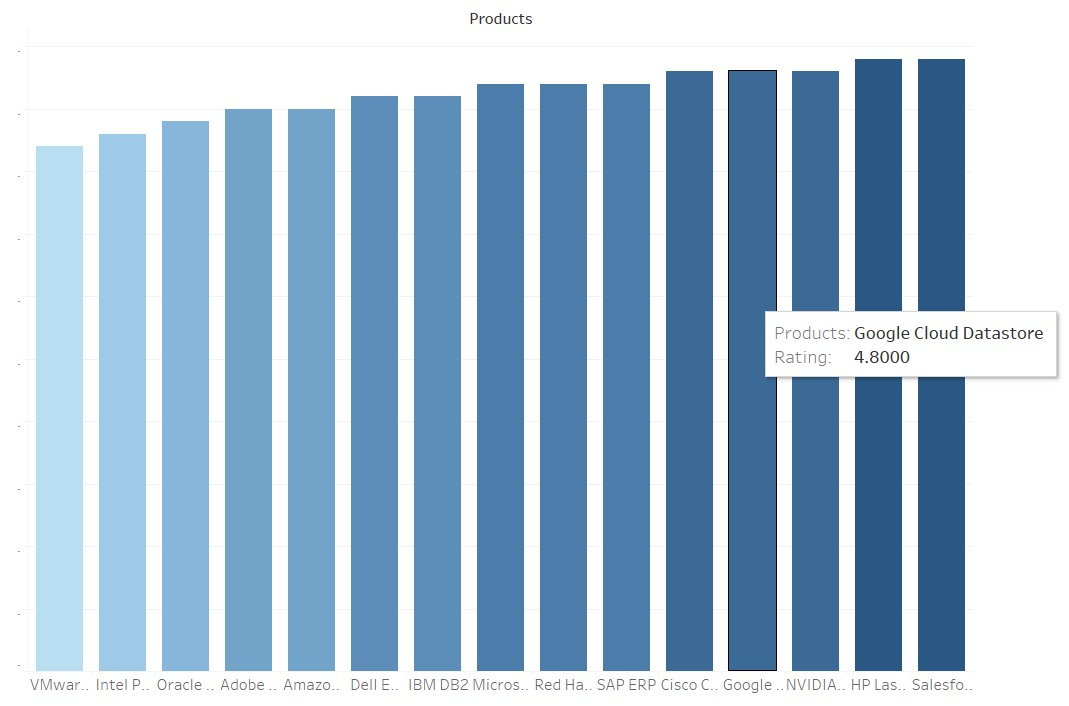 Products
Products: Google Cloud Datastore
Rating: 4.8000
VMwar.. Intel P.. Oracle .. Adobe .. Amazo.. Dell E.. IBM DB2 Micros.. Red Ha.. SAP ERP Cisco C.. Google .. NVIDIA.. HP Las.. Salesfo..